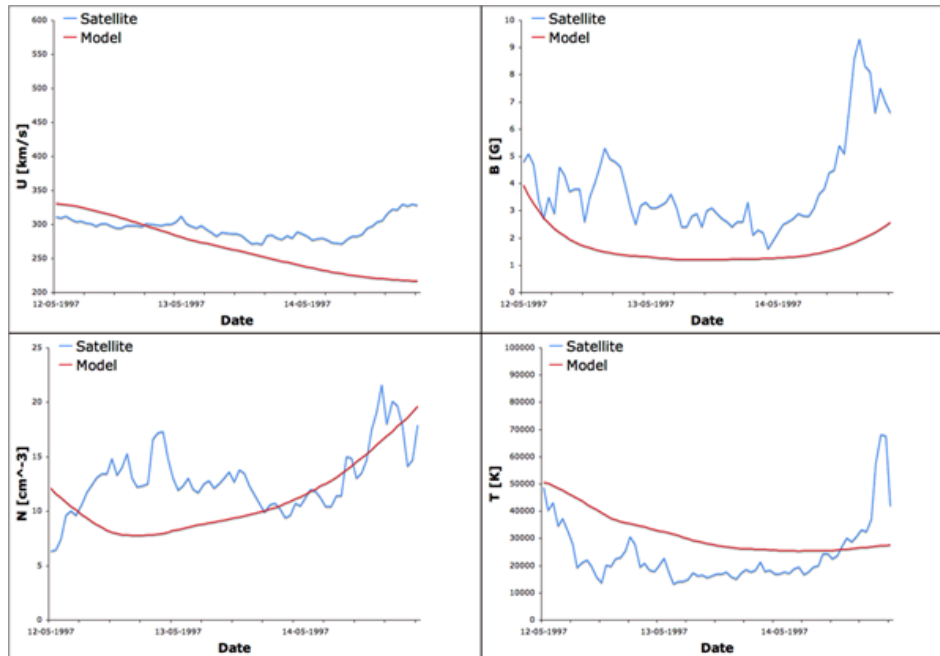 600
550
500
450
400
350
300
250
200
U [km/s]
Satellite
Model
12-05-1997 13-05-1997 14-05-1997
Date
10
9
8
7
6
5
4
3
2
1
0
B [G]
Satellite
Model
12-05-1997 13-05-1997 14-05-1997
Date
25
20
15
10
5
0
N [cm^-3]
Satellite
Model
12-05-1997 13-05-1997 14-05-1997
Date
100000
90000
80000
70000
60000
50000
40000
30000
20000
10000
0
T [K]
Satellite
Model
12-05-1997 13-05-1997 14-05-1997
Date